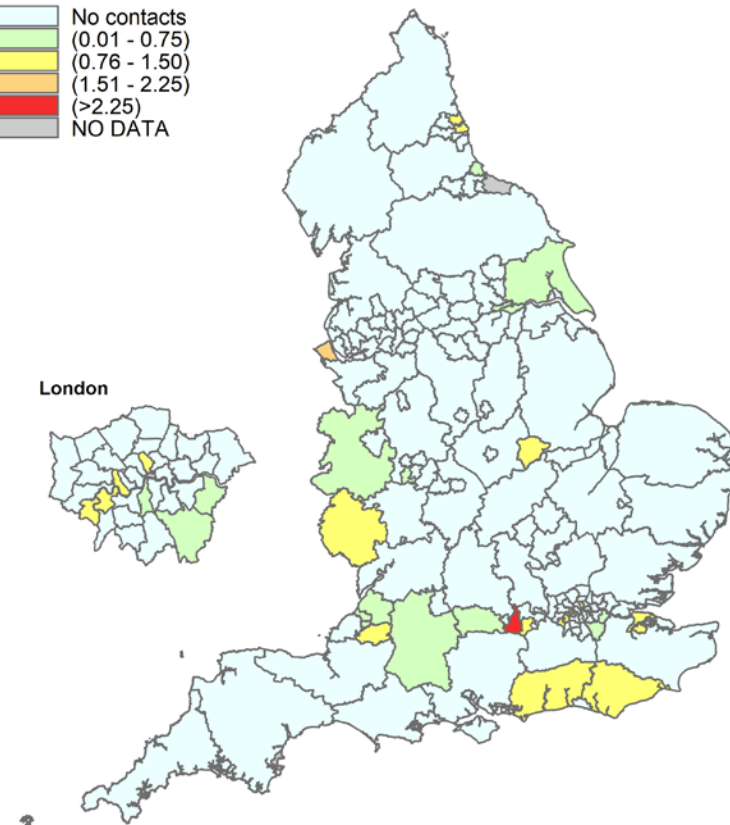 No contacts
(0.01 - 0.75)
(0.76 - 1.50)
(1.51 - 2.25)
(>2.25)
NO DATA
London